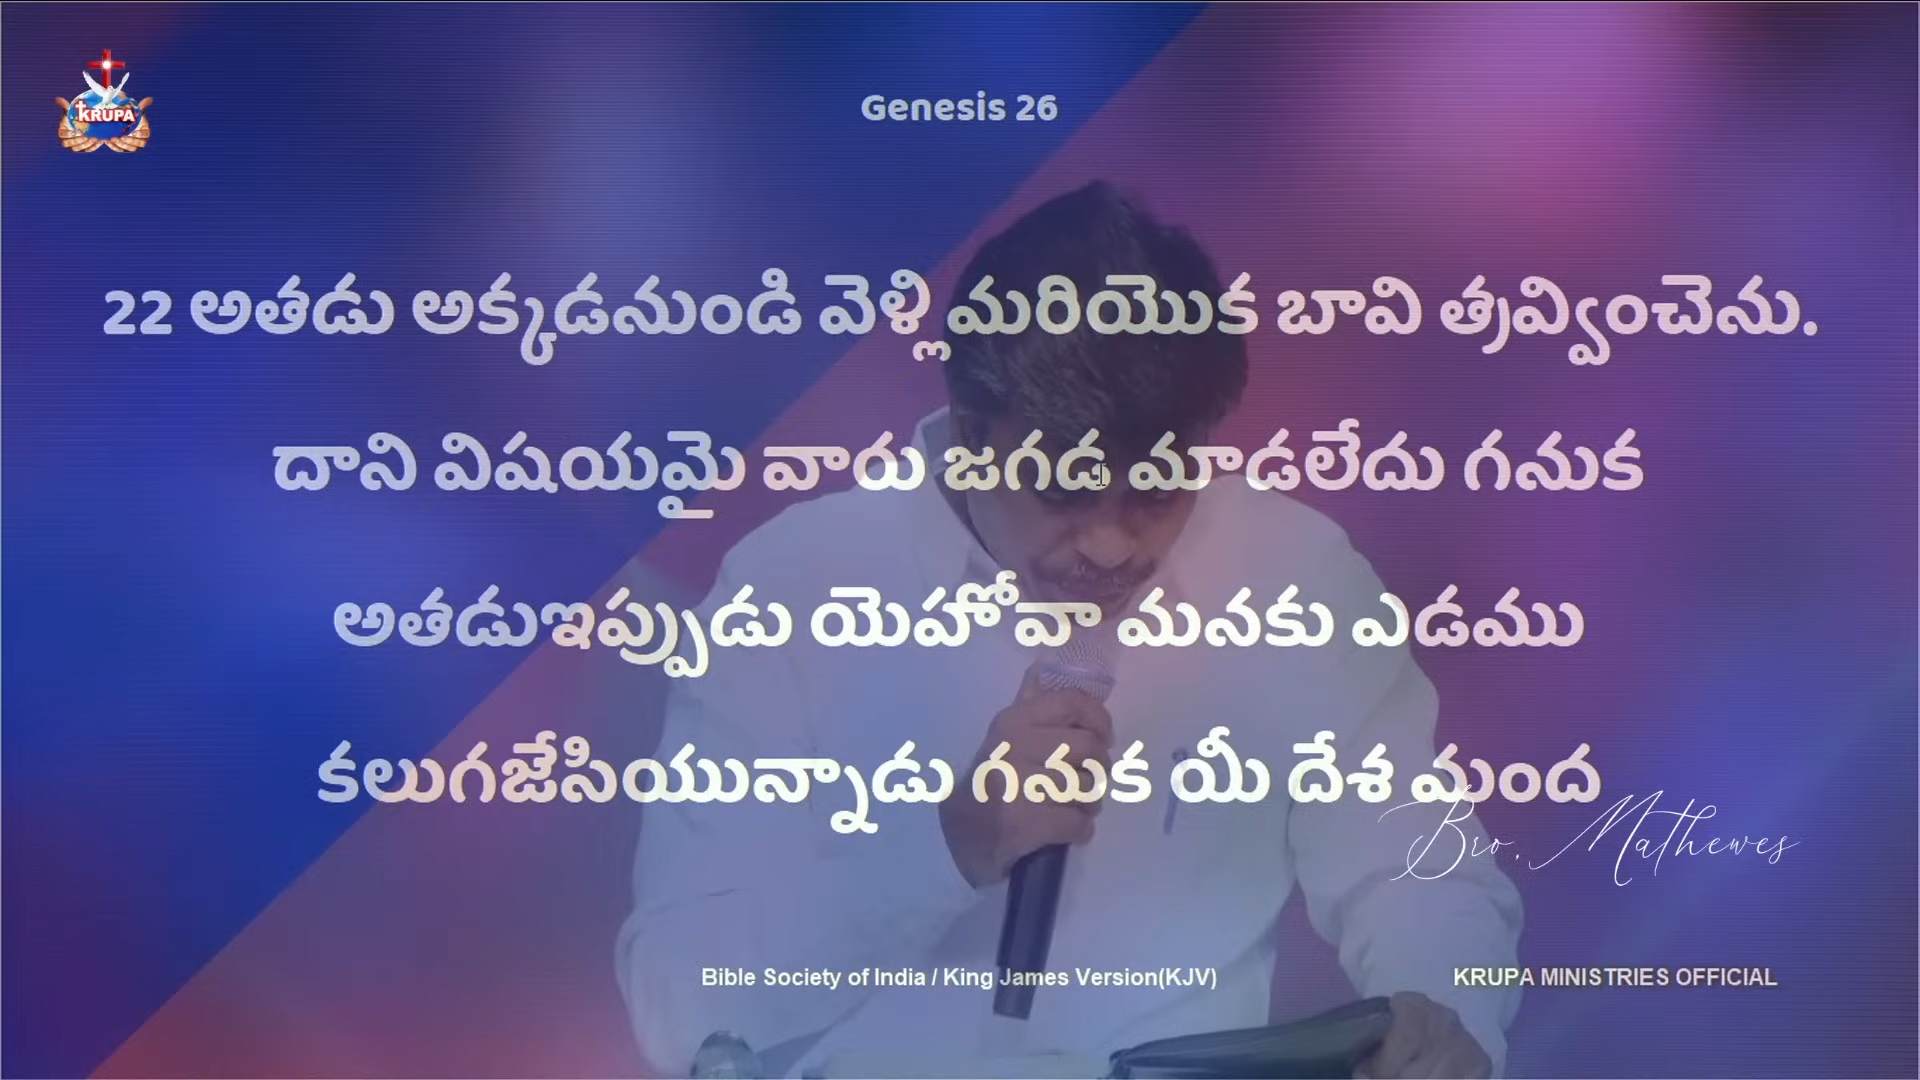 KRUPA
Genesis 26
22 అతడు అక్కడనుండి వెళ్లి మరియొక బావి త్రవ్వించెను.
దాని విషయమై వారు జగడ మాడలేదు గనుక
అతడుఇప్పుడు యెహోవా మనకు ఎడము
కలుగజేసియున్నాడు గనుక యీ దేశ మంద
Bro. Mathewes
Bible Society of India / King James Version(KJV)
KRUPA MINISTRIES OFFICIAL